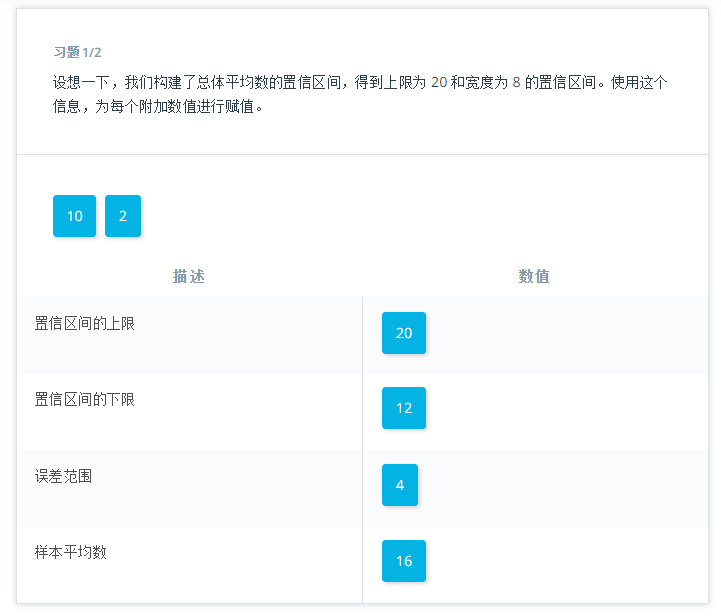 习题 1/2
设想一下，我们构建了总体平均数的置信区间，得到上限为 20 和宽度为 8 的置信区间。使用这个
信息，为每个附加数值进行赋值。
10 2
描述 数值
置信区间的上限 20
置信区间的下限 12
误差范围 4
样本平均数 16